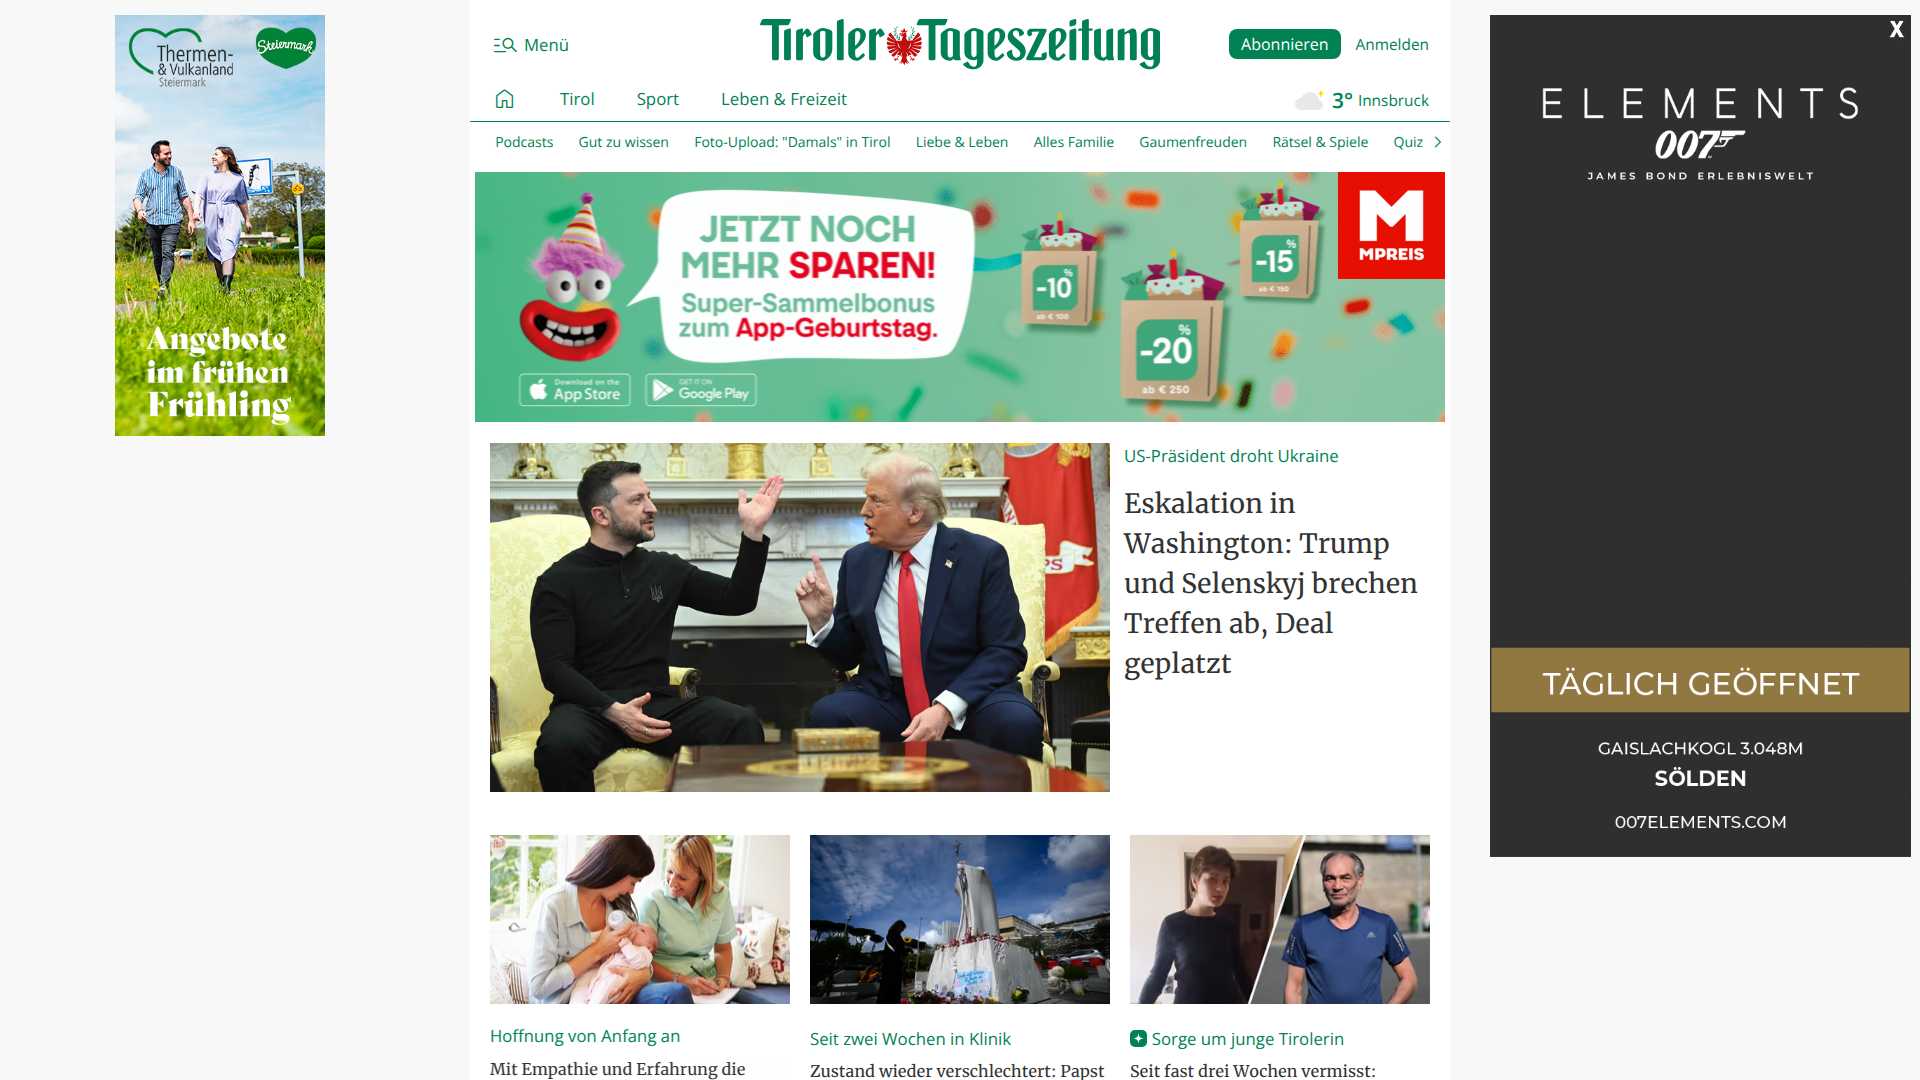 Thermen-
& Vulkanland
Steiermark
Steiermark
Angebote
im frühen
Frühling
Menü
Tiroler Tageszeitung
Abonnieren
Anmelden
Tirol
Sport
Leben & Freizeit
3° Innsbruck
Podcasts
Gut zu wissen
Foto-Upload: "Damals" in Tirol
Liebe & Leben
Alles Familie
Gaumenfreuden
Rätsel & Spiele
Quiz
JETZT NOCH
MEHR SPAREN!
Super-Sammelbonus
zum App-Geburtstag.
Download on the
App Store
GET IT ON
Google Play
-10 %
ab € 100
-20 %
ab € 250
-15 %
ab € 150
M
MPREIS
US-Präsident droht Ukraine
Eskalation in
Washington: Trump
und Selenskyj brechen
Treffen ab, Deal
geplatzt
Hoffnung von Anfang an
Mit Empathie und Erfahrung die
Seit zwei Wochen in Klinik
Zustand wieder verschlechtert: Papst
Sorge um junge Tirolerin
Seit fast drei Wochen vermisst:
X
ELEMENTS
007
JAMES BOND ERLEBNISWELT
TÄGLICH GEÖFFNET
GAISLACHKOGL 3.048M
SÖLDEN
007ELEMENTS.COM